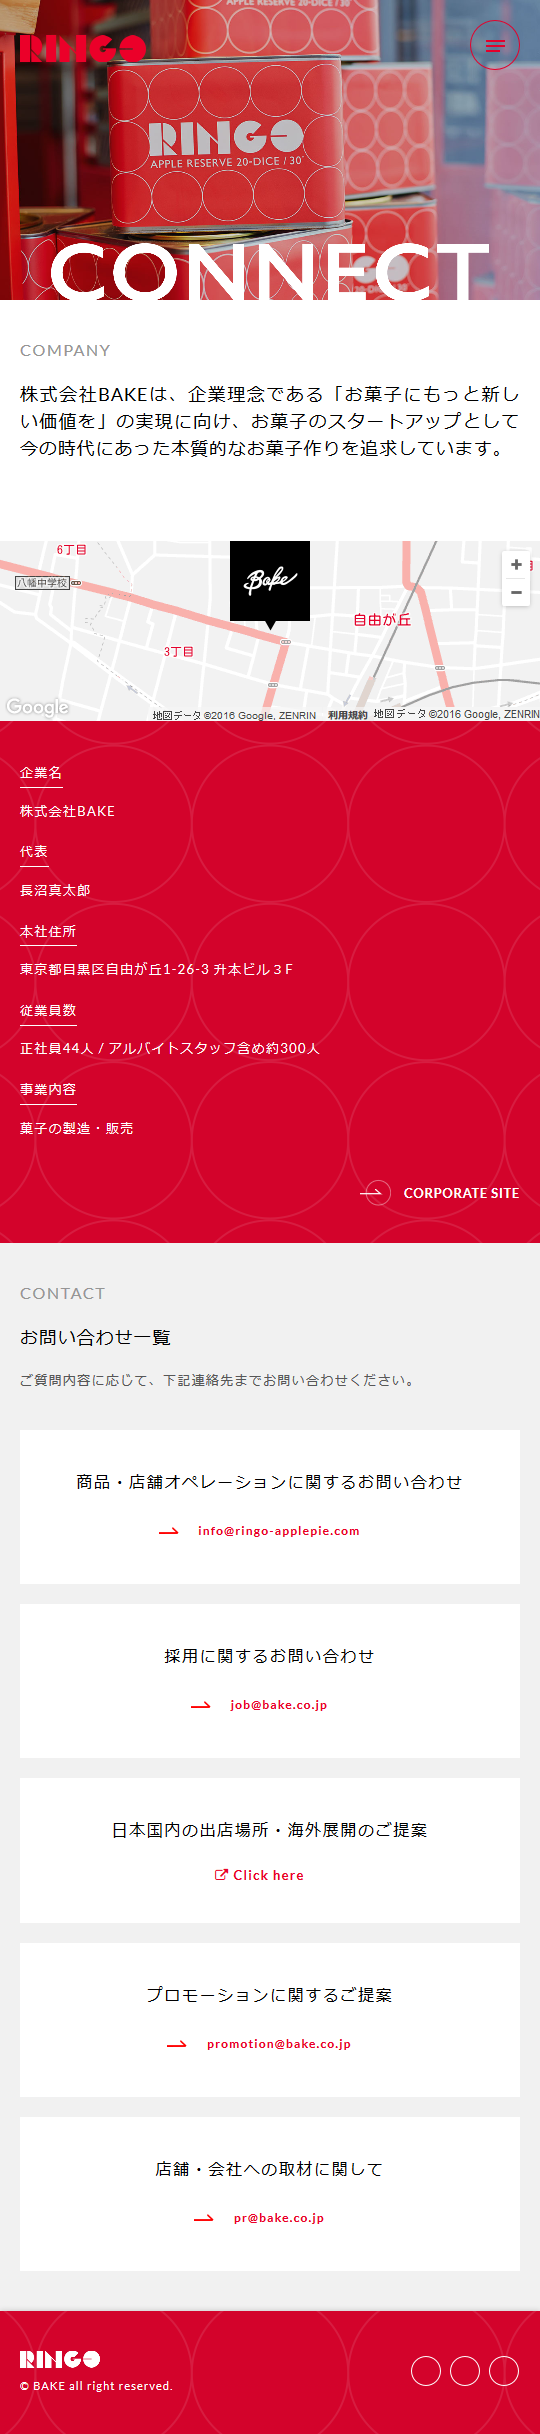 RINGO
RINGO
APPLE RESERVE 20-DICE / 30
CONNECT
COMPANY
株式会社BAKEは、企業理念である「お菓子にもっと新し
い価値を」の実現に向け、お菓子のスタートアップとして
今の時代にあった本質的なお菓子作りを追求しています。
6丁目
八幡中学校
Bake
3丁目
自由が丘
Google
地図データ ©2016 Google, ZENRIN
利用規約
地図データ ©2016 Google, ZENRIN
企業名
株式会社BAKE
代表
長沼真太郎
本社住所
東京都目黒区自由が丘1-26-3 升本ビル３F
従業員数
正社員44人 / アルバイトスタッフ含め約300人
事業内容
菓子の製造・販売
CORPORATE SITE
CONTACT
お問い合わせ一覧
ご質問内容に応じて、下記連絡先までお問い合わせください。
商品・店舗オペレーションに関するお問い合わせ
info@ringo-applepie.com
採用に関するお問い合わせ
job@bake.co.jp
日本国内の出店場所・海外展開のご提案
Click here
プロモーションに関するご提案
promotion@bake.co.jp
店舗・会社への取材に関して
pr@bake.co.jp
RINGO
© BAKE all right reserved.